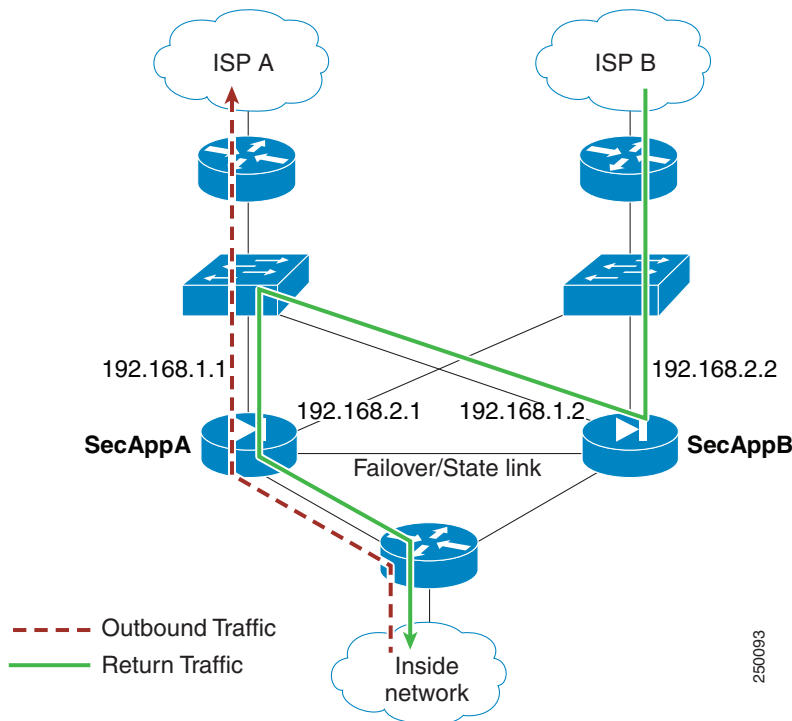 ISP A
ISP B
192.168.1.1
192.168.2.2
192.168.2.1
192.168.1.2
SecAppA
SecAppB
Failover/State link
Outbound Traffic
Return Traffic
Inside
network
250093